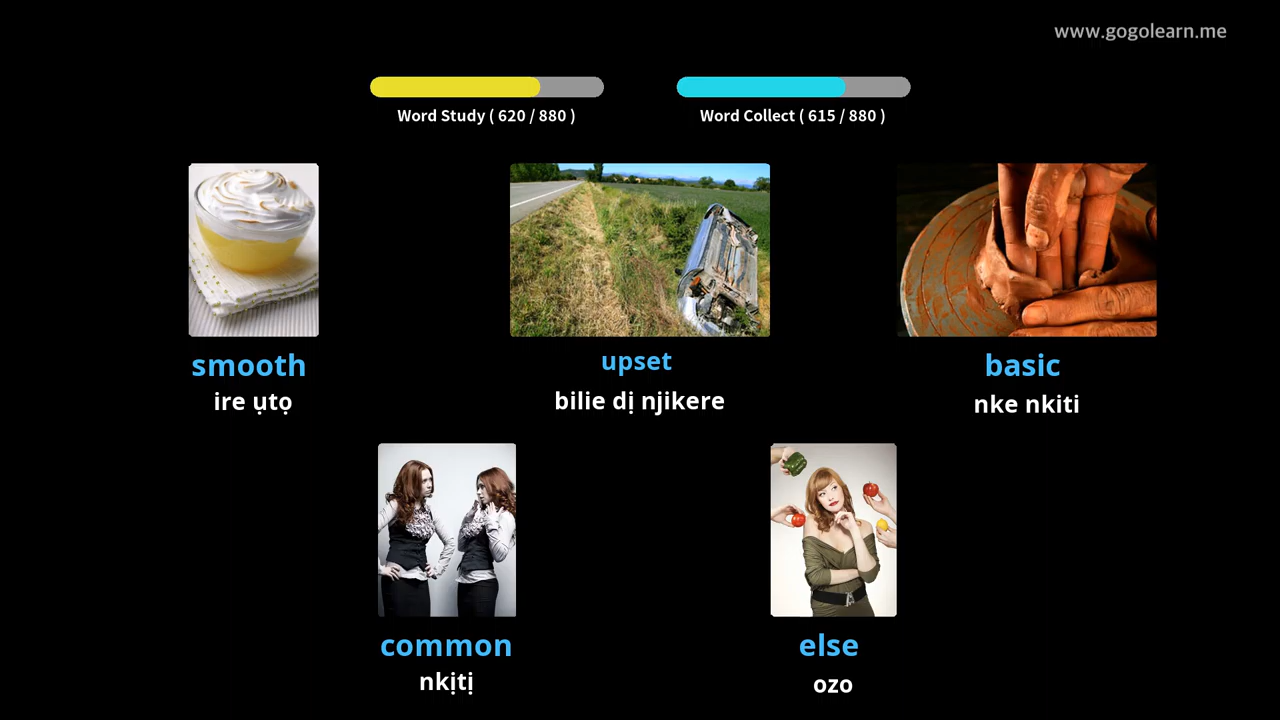 www.gogolearn.me
Word Study ( 620 / 880 )
Word Collect ( 615 / 880 )
smooth
ire ụtọ
upset
bilie dị njikere
basic
nke nkiti
common
nkịtị
else
ozo